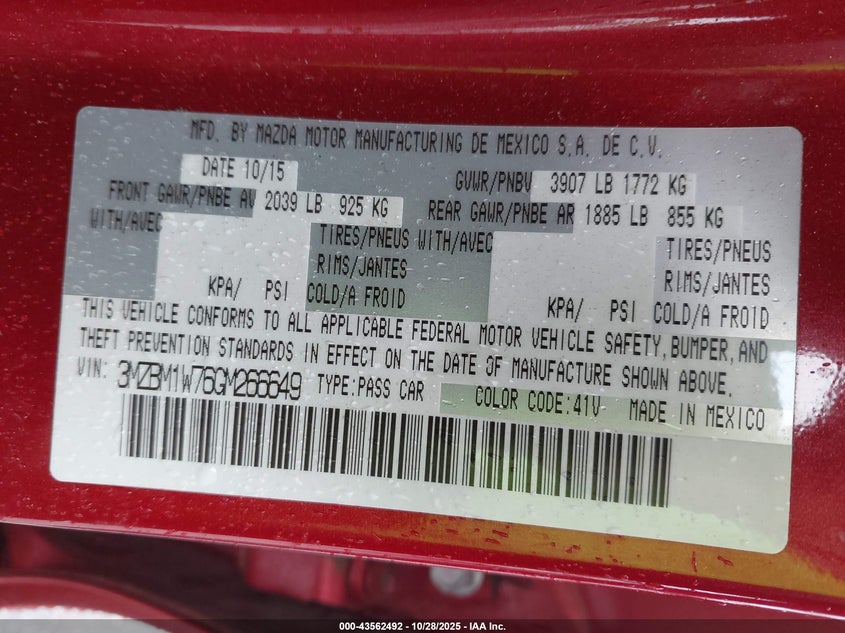 MFD. BY MAZDA MOTOR MANUFACTURING DE MEXICO S.A. DE C.V.
DATE 10/15 GVWR/PNBV 3907 LB 1772 KG
FRONT GAWR/PNBE AV 2039 LB 925 KG REAR GAWR/PNBE AR 1885 LB 855 KG
WITH/AVEC TIRES/PNEUS WITH/AVEC TIRES/PNEUS
RIMS/JANTES RIMS/JANTES
KPA/ PSI COLD/A FROID KPA/ PSI COLD/A FROID
THIS VEHICLE CONFORMS TO ALL APPLICABLE FEDERAL MOTOR VEHICLE SAFETY, BUMPER, AND
THEFT PREVENTION STANDARDS IN EFFECT ON THE DATE OF MANUFACTURE SHOWN ABOVE.
VIN: 3MZBM1W76GM266649 TYPE:PASS CAR COLOR CODE:41V MADE IN MEXICO
000-43562492 - 10/28/2025 - IAA Inc.